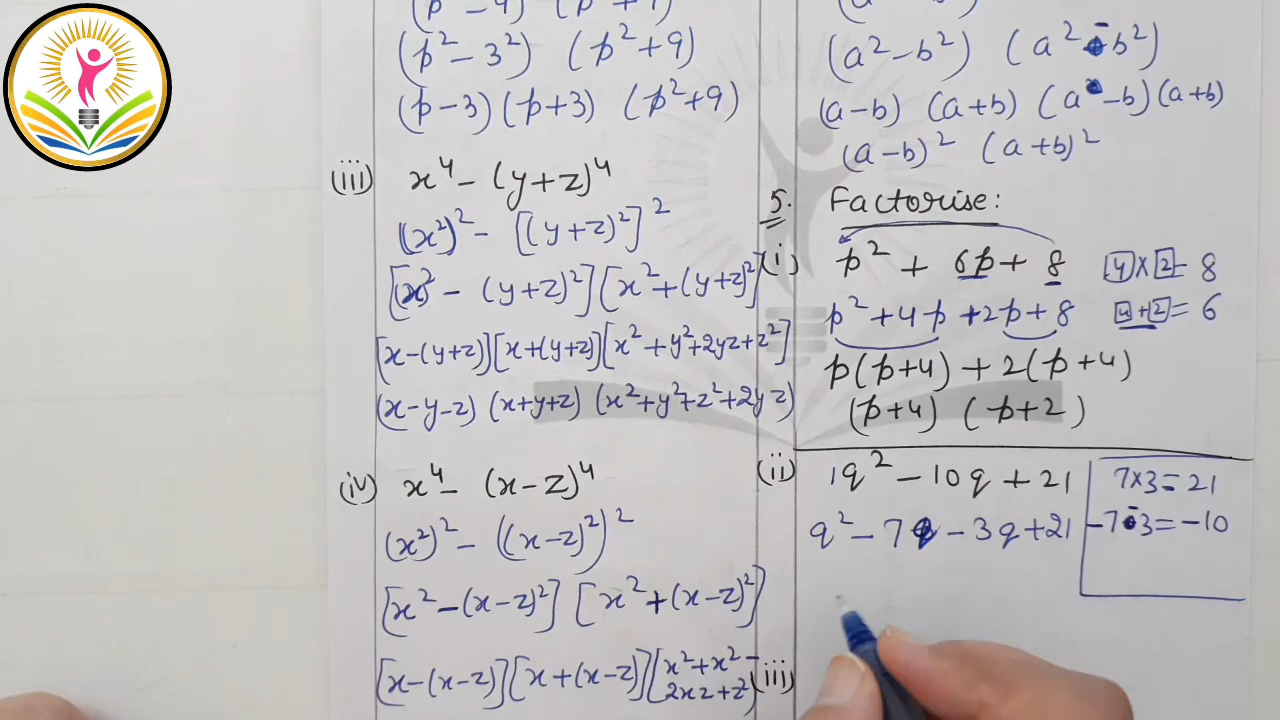 (p² - 3²) (p² + 9)
(p - 3) (p + 3) (p² + 9)
(iii) x⁴ - (y + z)⁴
(x²)² - [(y + z)²]²
[(x)² - (y + z)²] [x² + (y + z)²]
[x - (y + z)] [x + (y + z)] [x² + y² + 2yz + z²]
(x - y - z) (x + y + z) (x² + y² + z² + 2yz)
(iv) x⁴ - (x - z)⁴
(x²)² - ((x - z)²)²
[x² - (x - z)²] [x² + (x - z)²]
[x - (x - z)] [x + (x - z)] [x² + x² -
2xz + z²]
(a² - b²) (a² - b²)
(a - b) (a + b) (a - b) (a + b)
(a - b)² (a + b)²
5. Factorise:
(i) p² + 6p + 8 4 × 2 = 8
p² + 4p + 2p + 8 4 + 2 = 6
p(p + 4) + 2(p + 4)
(p + 4) (p + 2)
(ii) 1q² - 10q + 21 7 × 3 = 21
q² - 7q - 3q + 21 -7 - 3 = -10
(iii)